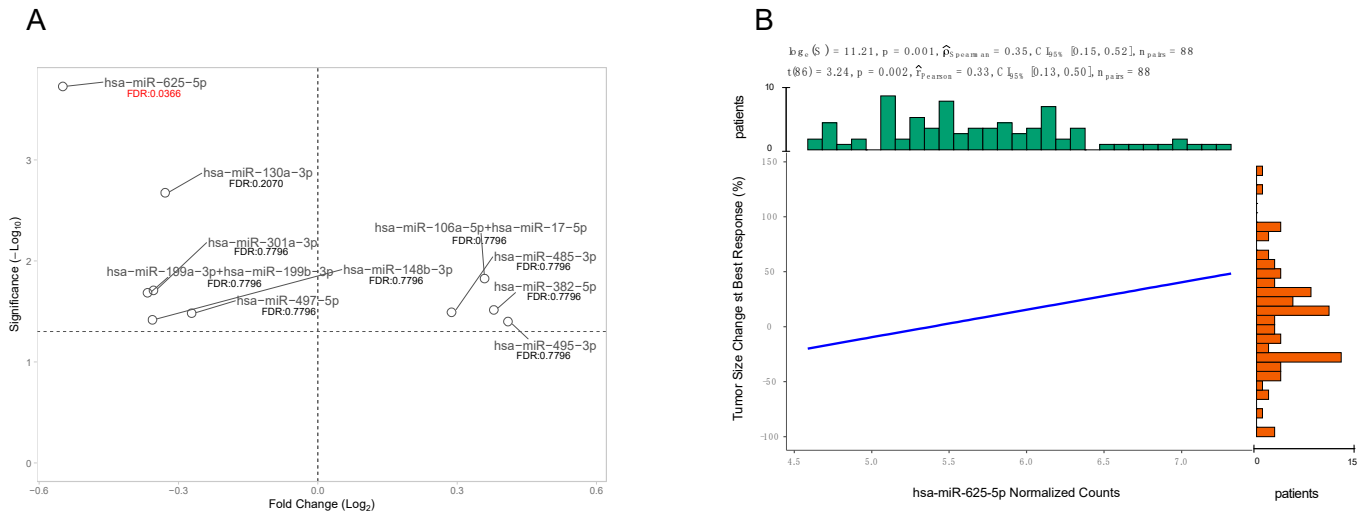 A
hsa−miR−625−5p
FDR:0.0366
hsa−miR−130a−3p
FDR:0.2070
hsa−miR−301a−3p
FDR:0.7796
hsa−miR−199a−3p+hsa−miR−199b−3p
FDR:0.7796
hsa−miR−497−5p
FDR:0.7796
hsa−miR−148b−3p
FDR:0.7796
hsa−miR−106a−5p+hsa−miR−17−5p
FDR:0.7796
hsa−miR−485−3p
FDR:0.7796
hsa−miR−382−5p
FDR:0.7796
hsa−miR−495−3p
FDR:0.7796
Significance (−Log10)
3
2
1
0
−0.6 −0.3 0.0 0.3 0.6
Fold Change (Log2)
B
loge(S) = 11.21, p = 0.001, ρ̂Spearman = 0.35, CI95% [0.15, 0.52], npairs = 88
t(86) = 3.24, p = 0.002, r̂Pearson = 0.33, CI95% [0.13, 0.50], npairs = 88
patients
10
0
Tumor Size Change st Best Response (%)
150
100
50
0
-50
-100
4.5 5.0 5.5 6.0 6.5 7.0
hsa-miR-625-5p Normalized Counts
0 15
patients